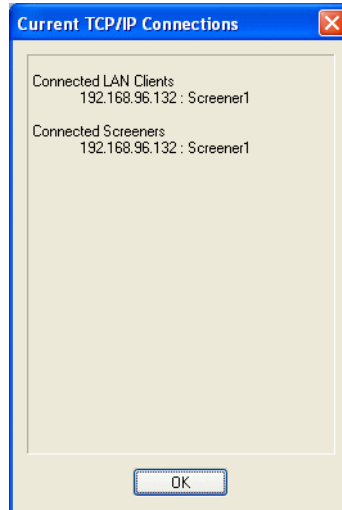 Current TCP/IP Connections
Connected LAN Clients
192.168.96.132 : Screener1
Connected Screeners
192.168.96.132 : Screener1
OK